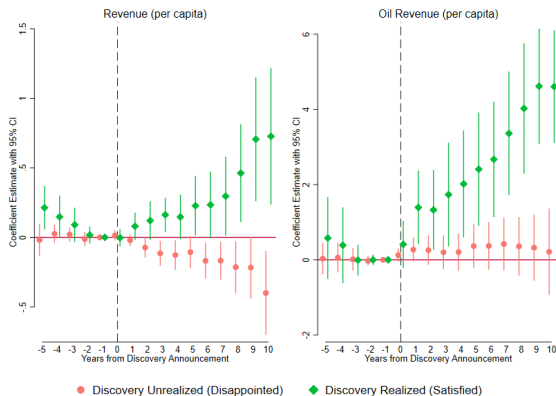 Revenue (per capita)
Oil Revenue (per capita)
Coefficient Estimate with 95% CI
1.5
1
.5
0
-.5
-5 -4 -3 -2 -1 0 1 2 3 4 5 6 7 8 9 10
Years from Discovery Announcement
Coefficient Estimate with 95% CI
6
4
2
0
-2
-5 -4 -3 -2 -1 0 1 2 3 4 5 6 7 8 9 10
Years from Discovery Announcement
Discovery Unrealized (Disappointed)
Discovery Realized (Satisfied)